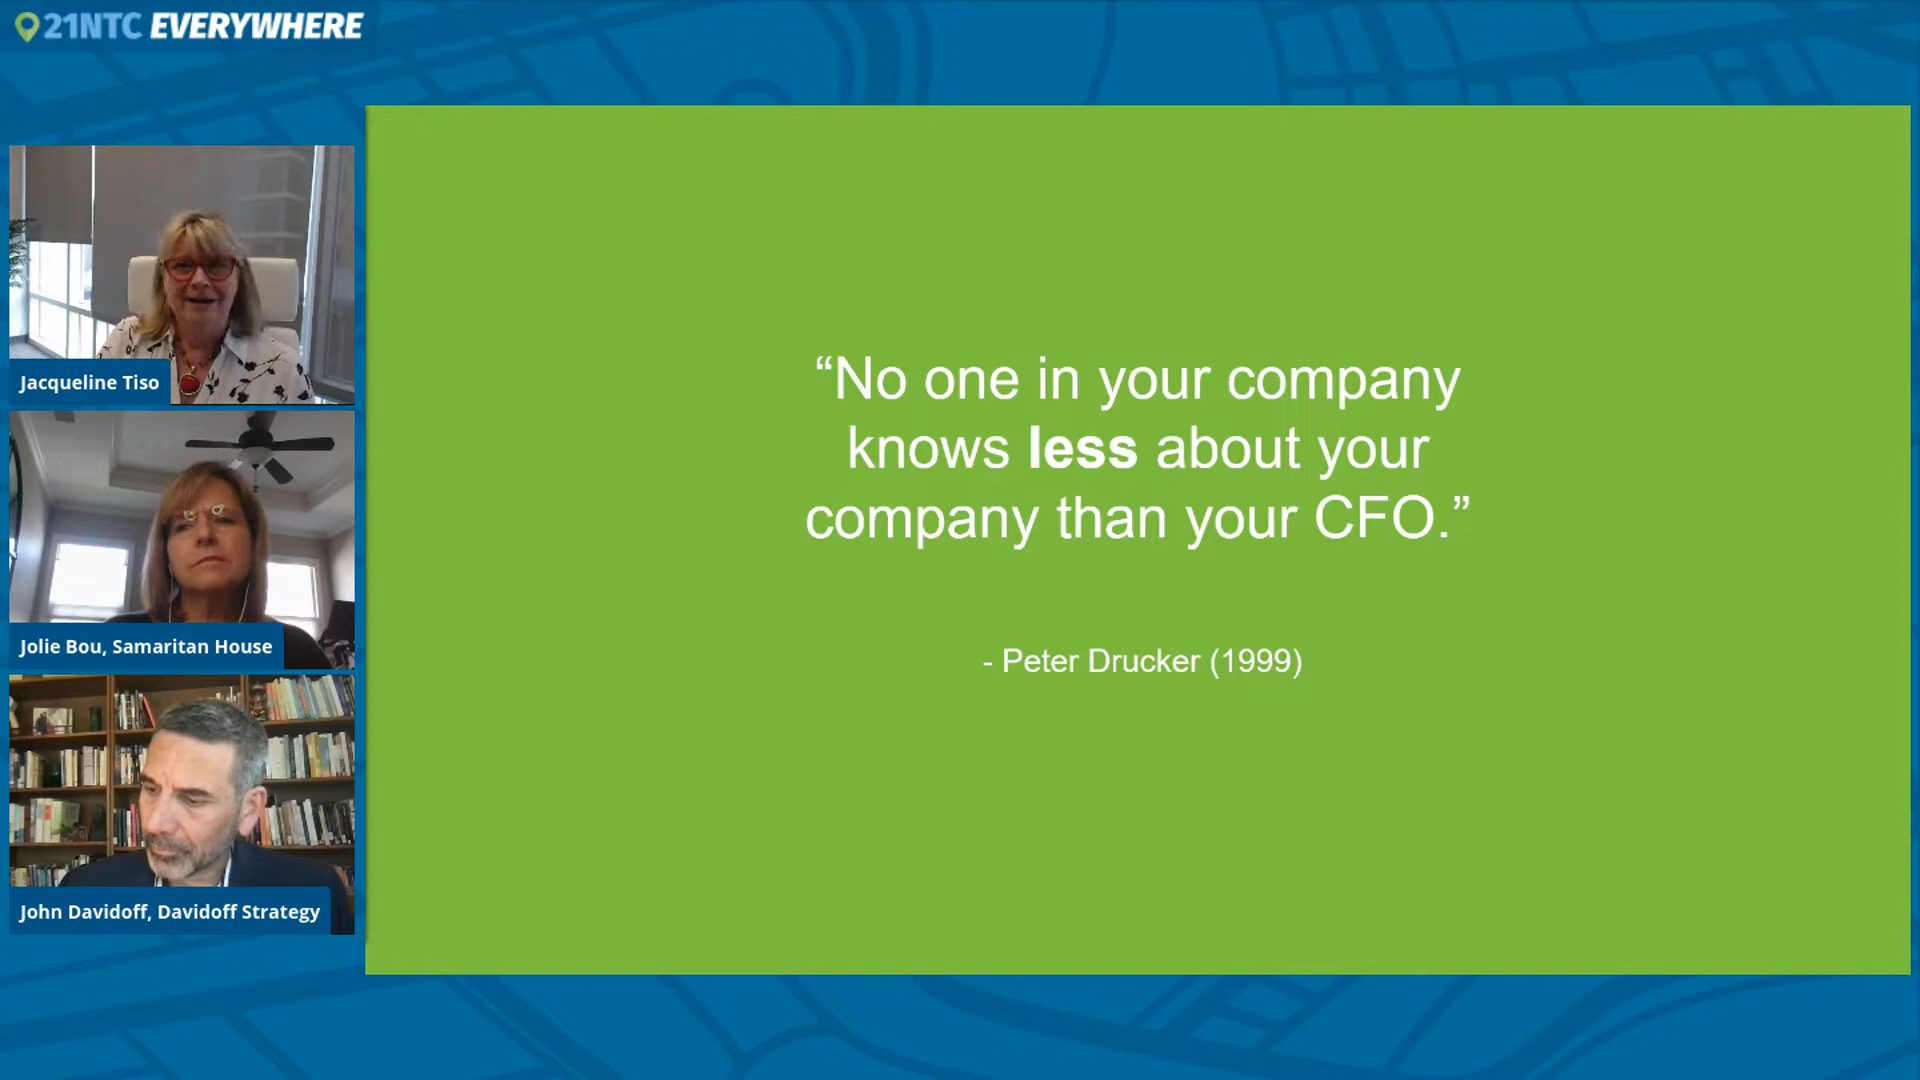 21NTC EVERYWHERE
Jacqueline Tiso
Jolie Bou, Samaritan House
John Davidoff, Davidoff Strategy
“No one in your company
knows less about your
company than your CFO.”
- Peter Drucker (1999)